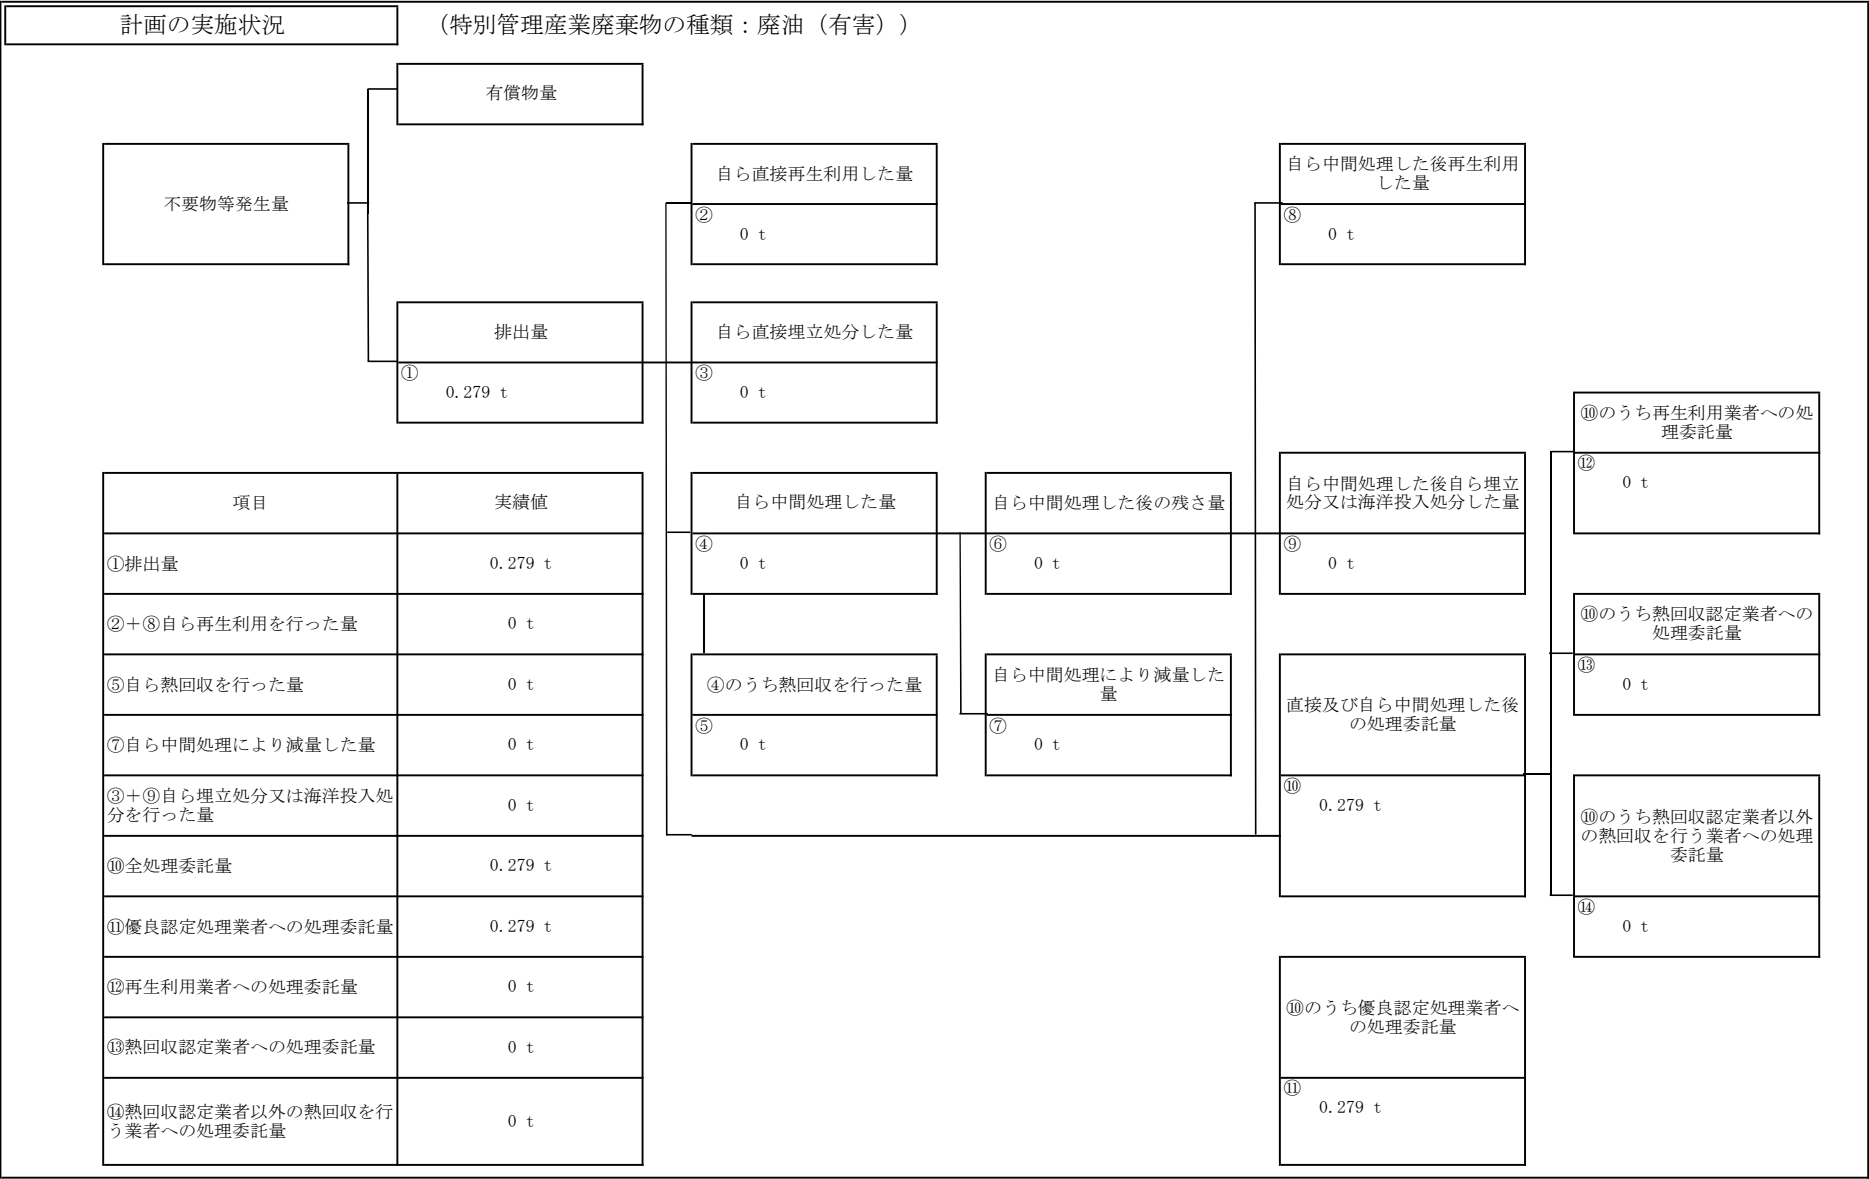 計画の実施状況
（特別管理産業廃棄物の種類：廃油（有害））
有償物量
不要物等発生量
自ら直接再生利用した量
②
0 t
自ら中間処理した後再生利用
した量
⑧
0 t
排出量
①
0.279 t
自ら直接埋立処分した量
③
0 t
⑩のうち再生利用業者への処
理委託量
⑫
0 t
自ら中間処理した量
④
0 t
自ら中間処理した後の残さ量
⑥
0 t
自ら中間処理した後自ら埋立
処分又は海洋投入処分した量
⑨
0 t
⑩のうち熱回収認定業者への
処理委託量
⑬
0 t
④のうち熱回収を行った量
⑤
0 t
自ら中間処理により減量した
量
⑦
0 t
直接及び自ら中間処理した後
の処理委託量
⑩
0.279 t
⑩のうち熱回収認定業者以外
の熱回収を行う業者への処理
委託量
⑭
0 t
⑩のうち優良認定処理業者へ
の処理委託量
⑪
0.279 t
項目 実績値
①排出量 0.279 t
②＋⑧自ら再生利用を行った量 0 t
⑤自ら熱回収を行った量 0 t
⑦自ら中間処理により減量した量 0 t
③＋⑨自ら埋立処分又は海洋投入処
分を行った量 0 t
⑩全処理委託量 0.279 t
⑪優良認定処理業者への処理委託量 0.279 t
⑫再生利用業者への処理委託量 0 t
⑬熱回収認定業者への処理委託量 0 t
⑭熱回収認定業者以外の熱回収を行
う業者への処理委託量 0 t